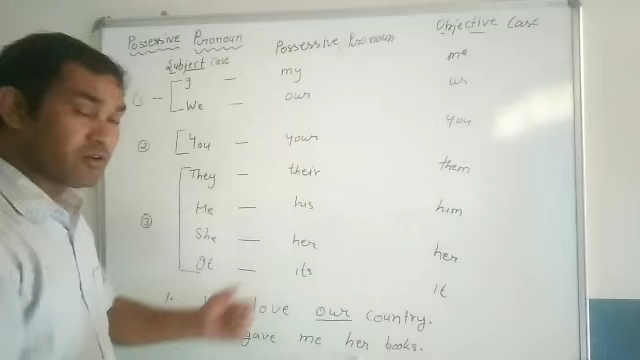 Possessive Pronoun Possessive Pronoun Objective Case
Subject Case
① I — my me
We — our us
② You — your you
③ They — their them
He — his him
She — her her
It — its it
1. love our country.
gave me her books.